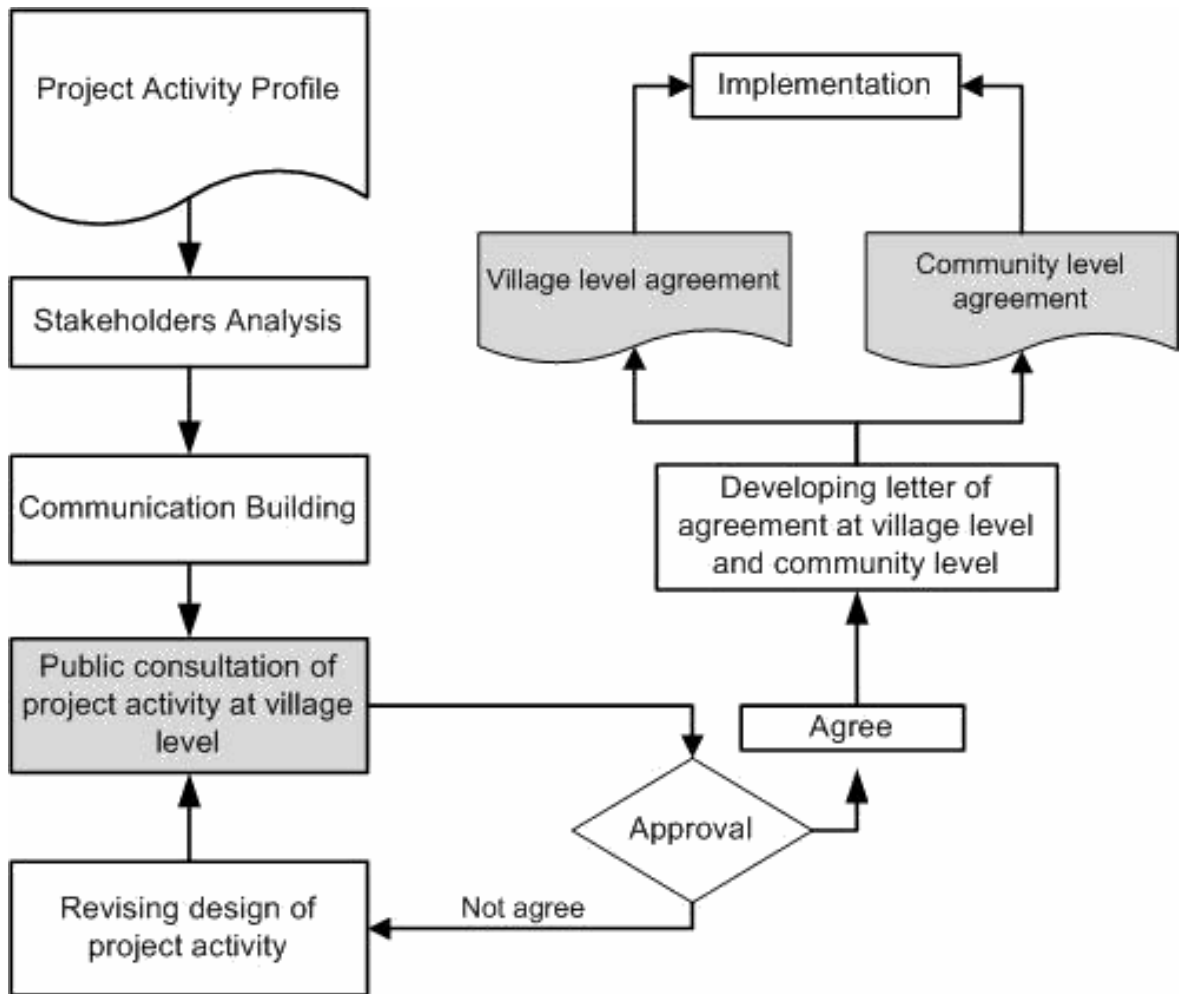 Project Activity Profile
Stakeholders Analysis
Communication Building
Public consultation of
project activity at village
level
Revising design of
project activity
Not agree
Approval
Agree
Developing letter of
agreement at village level
and community level
Village level agreement
Community level
agreement
Implementation